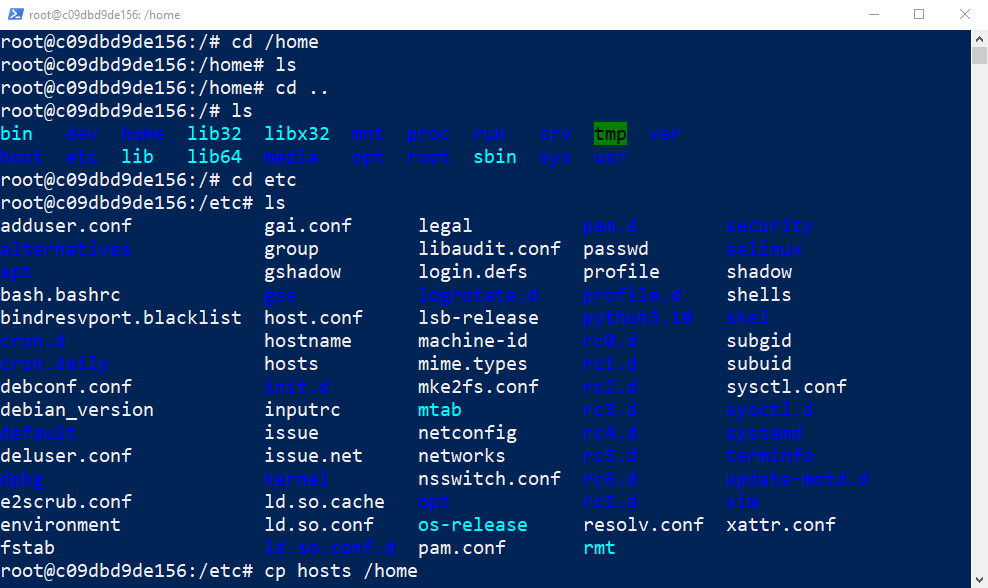 root@c09dbd9de156: /home
root@c09dbd9de156:/# cd /home
root@c09dbd9de156:/home# ls
root@c09dbd9de156:/home# cd ..
root@c09dbd9de156:/# ls
bin dev home lib32 libx32 mnt proc run srv tmp var
boot etc lib lib64 media opt root sbin sys usr
root@c09dbd9de156:/# cd etc
root@c09dbd9de156:/etc# ls
adduser.conf gai.conf legal pam.d security
alternatives group libaudit.conf passwd selinux
apt gshadow login.defs profile shadow
bash.bashrc gss logrotate.d profile.d shells
bindresvport.blacklist host.conf lsb-release python3.10 skel
cron.d hostname machine-id rc0.d subgid
cron.daily hosts mime.types rc1.d subuid
debconf.conf init.d mke2fs.conf rc2.d sysctl.conf
debian_version inputrc mtab rc3.d sysctl.d
default issue netconfig rc4.d systemd
deluser.conf issue.net networks rc5.d terminfo
dpkg kernel nsswitch.conf rc6.d update-motd.d
e2scrub.conf ld.so.cache opt rcS.d vim
environment ld.so.conf os-release resolv.conf xattr.conf
fstab ld.so.conf.d pam.conf rmt
root@c09dbd9de156:/etc# cp hosts /home